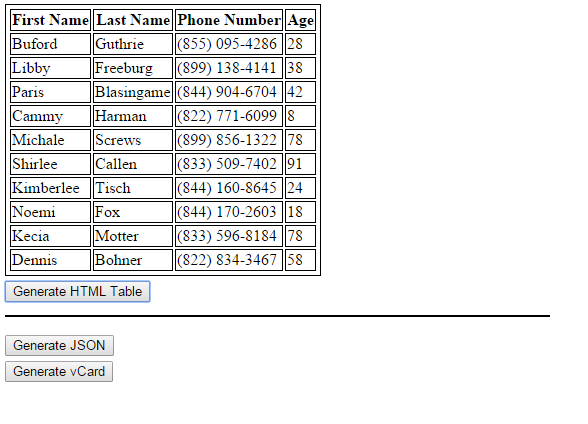 First Name Last Name Phone Number Age
Buford Guthrie (855) 095-4286 28
Libby Freeburg (899) 138-4141 38
Paris Blasingame (844) 904-6704 42
Cammy Harman (822) 771-6099 8
Michale Screws (899) 856-1322 78
Shirlee Callen (833) 509-7402 91
Kimberlee Tisch (844) 160-8645 24
Noemi Fox (844) 170-2603 18
Kecia Motter (833) 596-8184 78
Dennis Bohner (822) 834-3467 58
Generate HTML Table
Generate JSON
Generate vCard